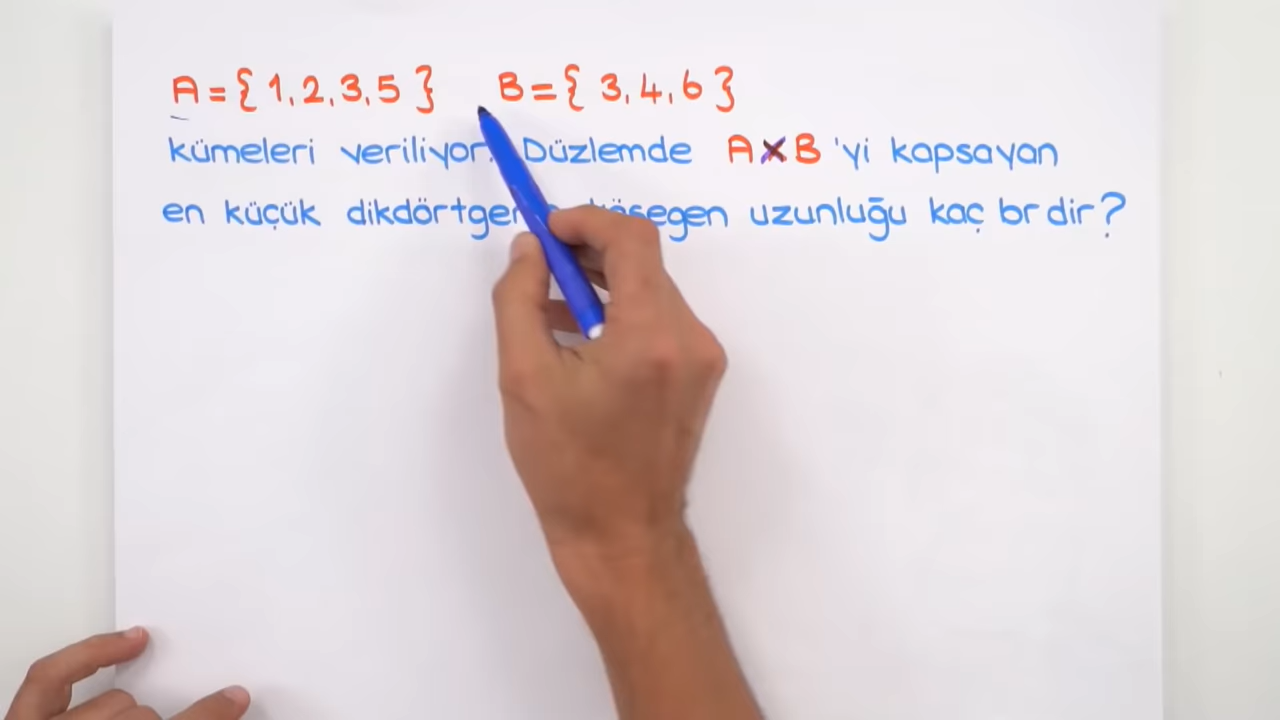 A = { 1, 2, 3, 5 } B = { 3, 4, 6 }
kümeleri veriliyor. Düzlemde A x B 'yi kapsayan
en küçük uzunluğu kaç br dir?